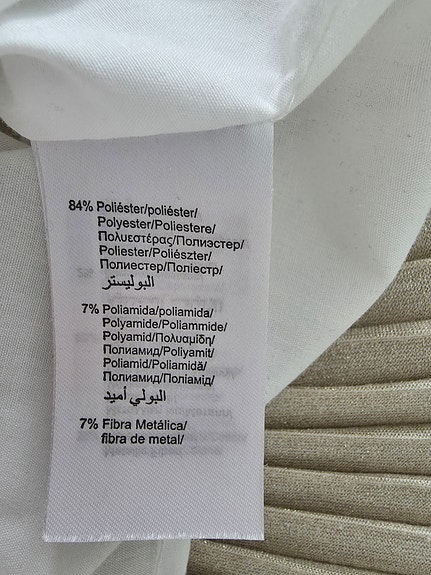 84% Poliéster/poliéster/
Polyester/Poliestere/
Πολυεστέρας/Полиэстер/
Poliester/Poliészter/
Полиестер/Поліестр/
البوليستر
7% Poliamida/poliamida/
Polyamide/Poliammide/
Polyamid/Πολυαμίδη/
Полиамид/Poliyamit/
Poliamid/Poliamidă/
Полиамид/Поліамід/
البولي أميد
7% Fibra Metálica/
fibra de metal/